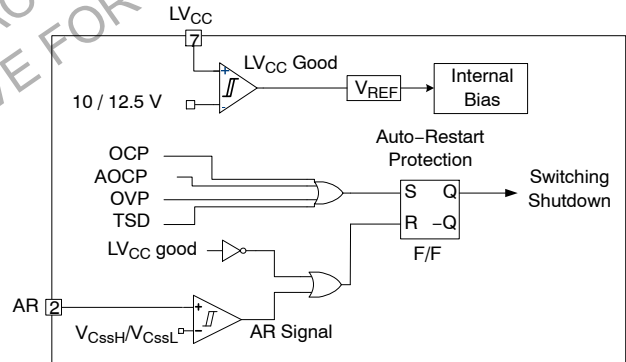 LVCC
7
LVCC Good
+
-
10 / 12.5 V
VREF
Internal
Bias
Auto−Restart
Protection
OCP
AOCP
OVP
TSD
S Q
R −Q
F/F
Switching
Shutdown
LVCC good
AR 2
+
−
VCssH/VCssL
AR Signal